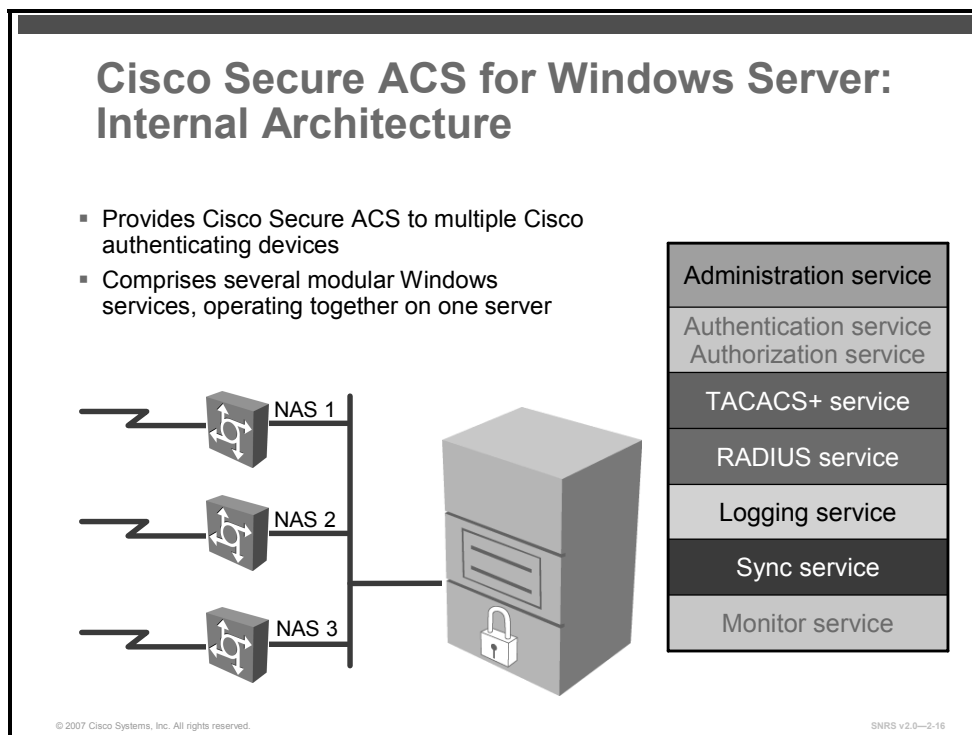 Cisco Secure ACS for Windows Server:
Internal Architecture
▪ Provides Cisco Secure ACS to multiple Cisco
authenticating devices
▪ Comprises several modular Windows
services, operating together on one server
NAS 1
NAS 2
NAS 3
Administration service
Authentication service
Authorization service
TACACS+ service
RADIUS service
Logging service
Sync service
Monitor service
© 2007 Cisco Systems, Inc. All rights reserved.
SNRS v2.0—2-16